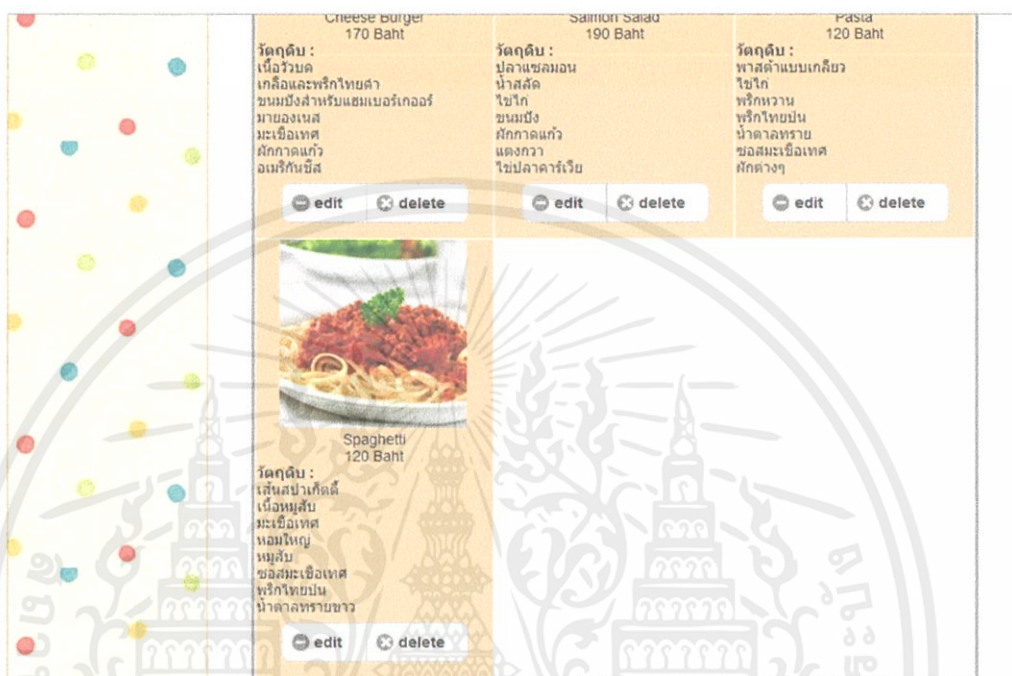 Cheese Burger
170 Baht
วัตถุดิบ :
เนื้อวัวบด
เกลือและพริกไทยดำ
ขนมปังสำหรับแฮมเบอร์เกออร์
มายองเนส
มะเขือเทศ
ผักกาดแก้ว
อเมริกันชีส
edit delete
Salmon Salad
190 Baht
วัตถุดิบ :
ปลาแซลมอน
น้ำสลัด
ไข่ไก่
ขนมปัง
ผักกาดแก้ว
แตงกวา
ไข่ปลาคาร์เวีย
edit delete
Pasta
120 Baht
วัตถุดิบ :
พาสต้าแบบเกลียว
ไข่ไก่
พริกหวาน
พริกไทยป่น
น้ำตาลทราย
ซอสมะเขือเทศ
ผักต่างๆ
edit delete
Spaghetti
120 Baht
วัตถุดิบ :
เส้นสปาเก็ตตี้
เนื้อหมูสับ
มะเขือเทศ
หอมใหญ่
หมูสับ
ซอสมะเขือเทศ
พริกไทยป่น
น้ำตาลทรายขาว
edit delete